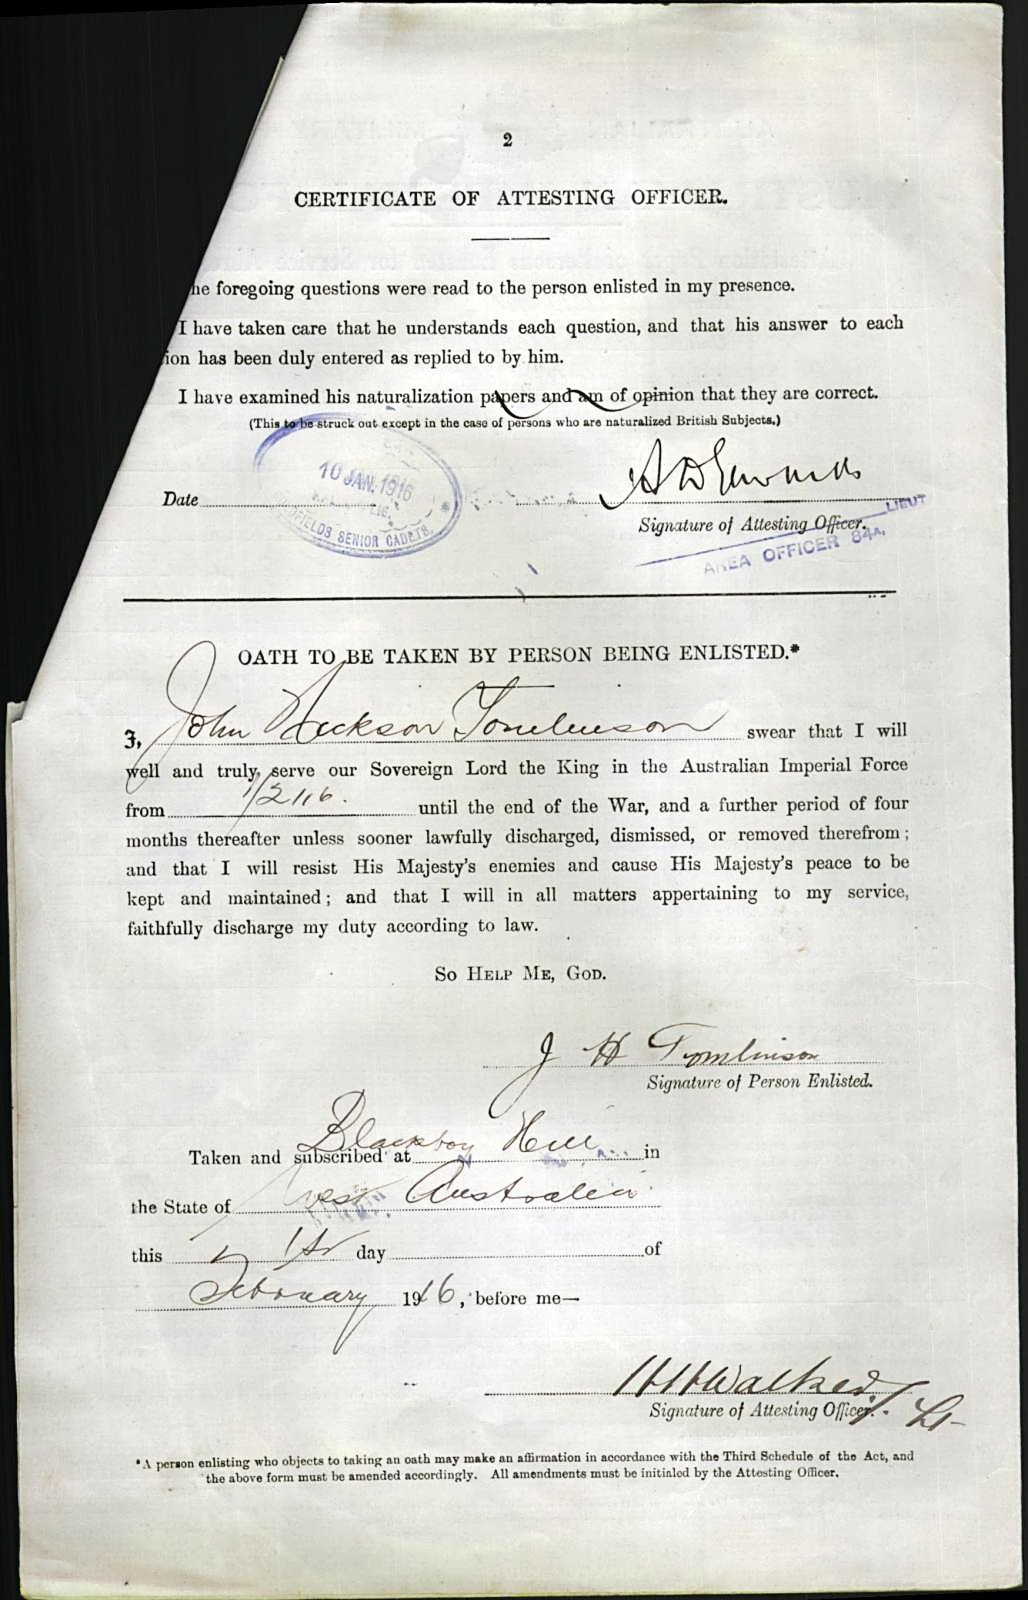 2
CERTIFICATE OF ATTESTING OFFICER.
he foregoing questions were read to the person enlisted in my presence.
I have taken care that he understands each question, and that his answer to each
ion has been duly entered as replied to by him.
I have examined his naturalization papers and am of opinion that they are correct.
(This to be struck out except in the case of persons who are naturalized British Subjects.)
10 JAN. 1916
Date
SENIOR CADETS
Signature of Attesting Officer.
LIEUT
AREA OFFICER 84A.
OATH TO BE TAKEN BY PERSON BEING ENLISTED.*
I, John Hickson Tomlinson swear that I will
well and truly serve our Sovereign Lord the King in the Australian Imperial Force
from 1/2/16. until the end of the War, and a further period of four
months thereafter unless sooner lawfully discharged, dismissed, or removed therefrom;
and that I will resist His Majesty's enemies and cause His Majesty's peace to be
kept and maintained; and that I will in all matters appertaining to my service,
faithfully discharge my duty according to law.
SO HELP ME, GOD.
J H Tomlinson
Signature of Person Enlisted.
Taken and subscribed at Blackboy Hill in
the State of West Australia
this 1st day of
February 1916, before me—
HHWalker Lt
Signature of Attesting Officer.
*A person enlisting who objects to taking an oath may make an affirmation in accordance with the Third Schedule of the Act, and
the above form must be amended accordingly. All amendments must be initialed by the Attesting Officer.